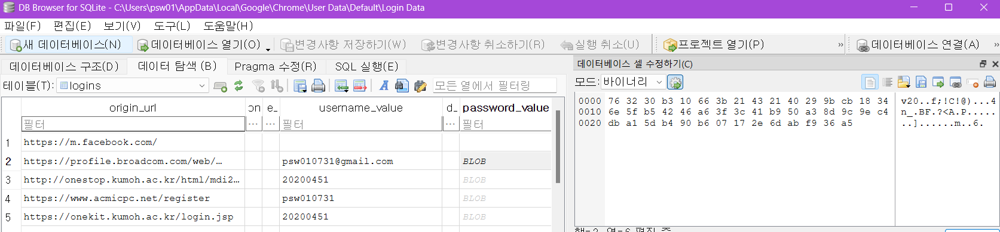 DB Browser for SQLite - C:\Users\psw01\AppData\Local\Google\Chrome\User Data\Default\Login Data
파일(F) 편집(E) 보기(V) 도구(L) 도움말(H)
새 데이터베이스(N) 데이터베이스 열기(O) 변경사항 저장하기(W) 변경사항 취소하기(R) 실행 취소(U) 프로젝트 열기(P) » 데이터베이스 연결(A) »
데이터베이스 구조(D) 데이터 탐색 (B) Pragma 수정(R) SQL 실행(E)
테이블(T): logins 모든 열에서 필터링
origin_url on e_ username_value d_ password_value
필터 ... ... 필터 ... 필터
1 https://m.facebook.com/
2 https://profile.broadcom.com/web/… psw010731@gmail.com BLOB
3 http://onestop.kumoh.ac.kr/html/mdi2… 20200451 BLOB
4 https://www.acmicpc.net/register psw010731 BLOB
5 https://onekit.kumoh.ac.kr/login.jsp 20200451 BLOB
데이터베이스 셀 수정하기(C)
모드: 바이너리
0000 76 32 30 b3 10 66 3b 21 43 21 40 29 9b cb 18 34 v20..f;!C!@)...4
0010 6e 5f b5 42 46 a6 3f 3c 41 b9 50 a3 8d 9c 9e c4 n_.BF.?<A.P.....
0020 db a1 5d b4 90 b6 07 17 2e 6d ab f9 36 a5 ..]......m..6.